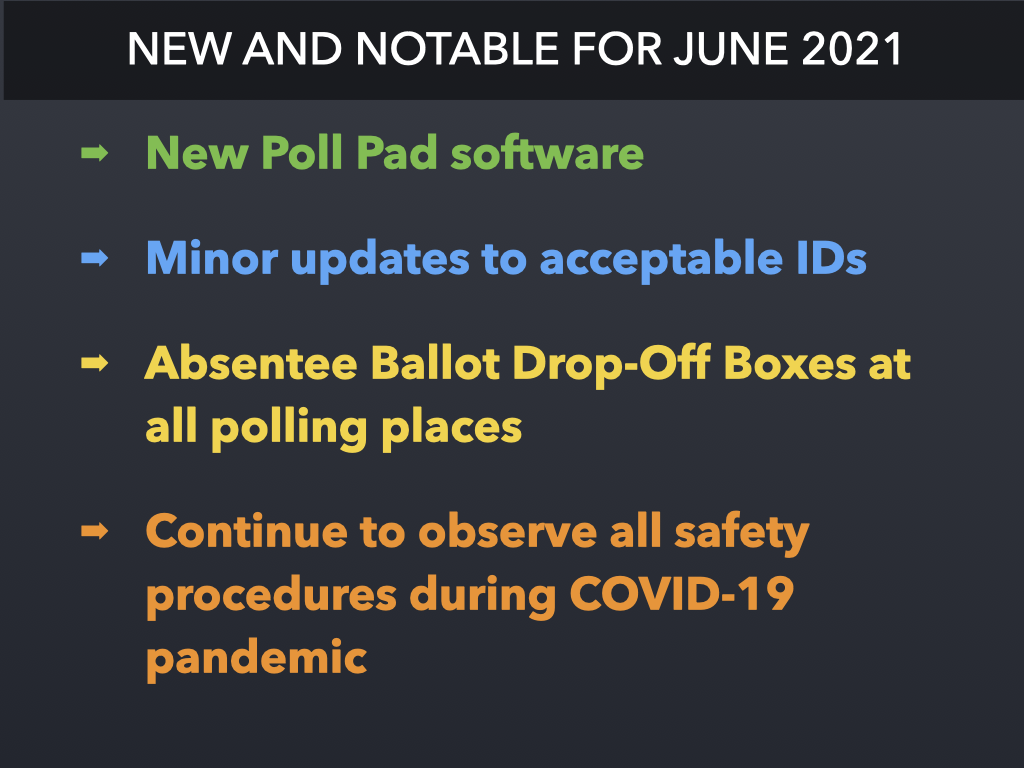 NEW AND NOTABLE FOR JUNE 2021
➡ New Poll Pad software
➡ Minor updates to acceptable IDs
➡ Absentee Ballot Drop-Off Boxes at
all polling places
➡ Continue to observe all safety
procedures during COVID-19
pandemic